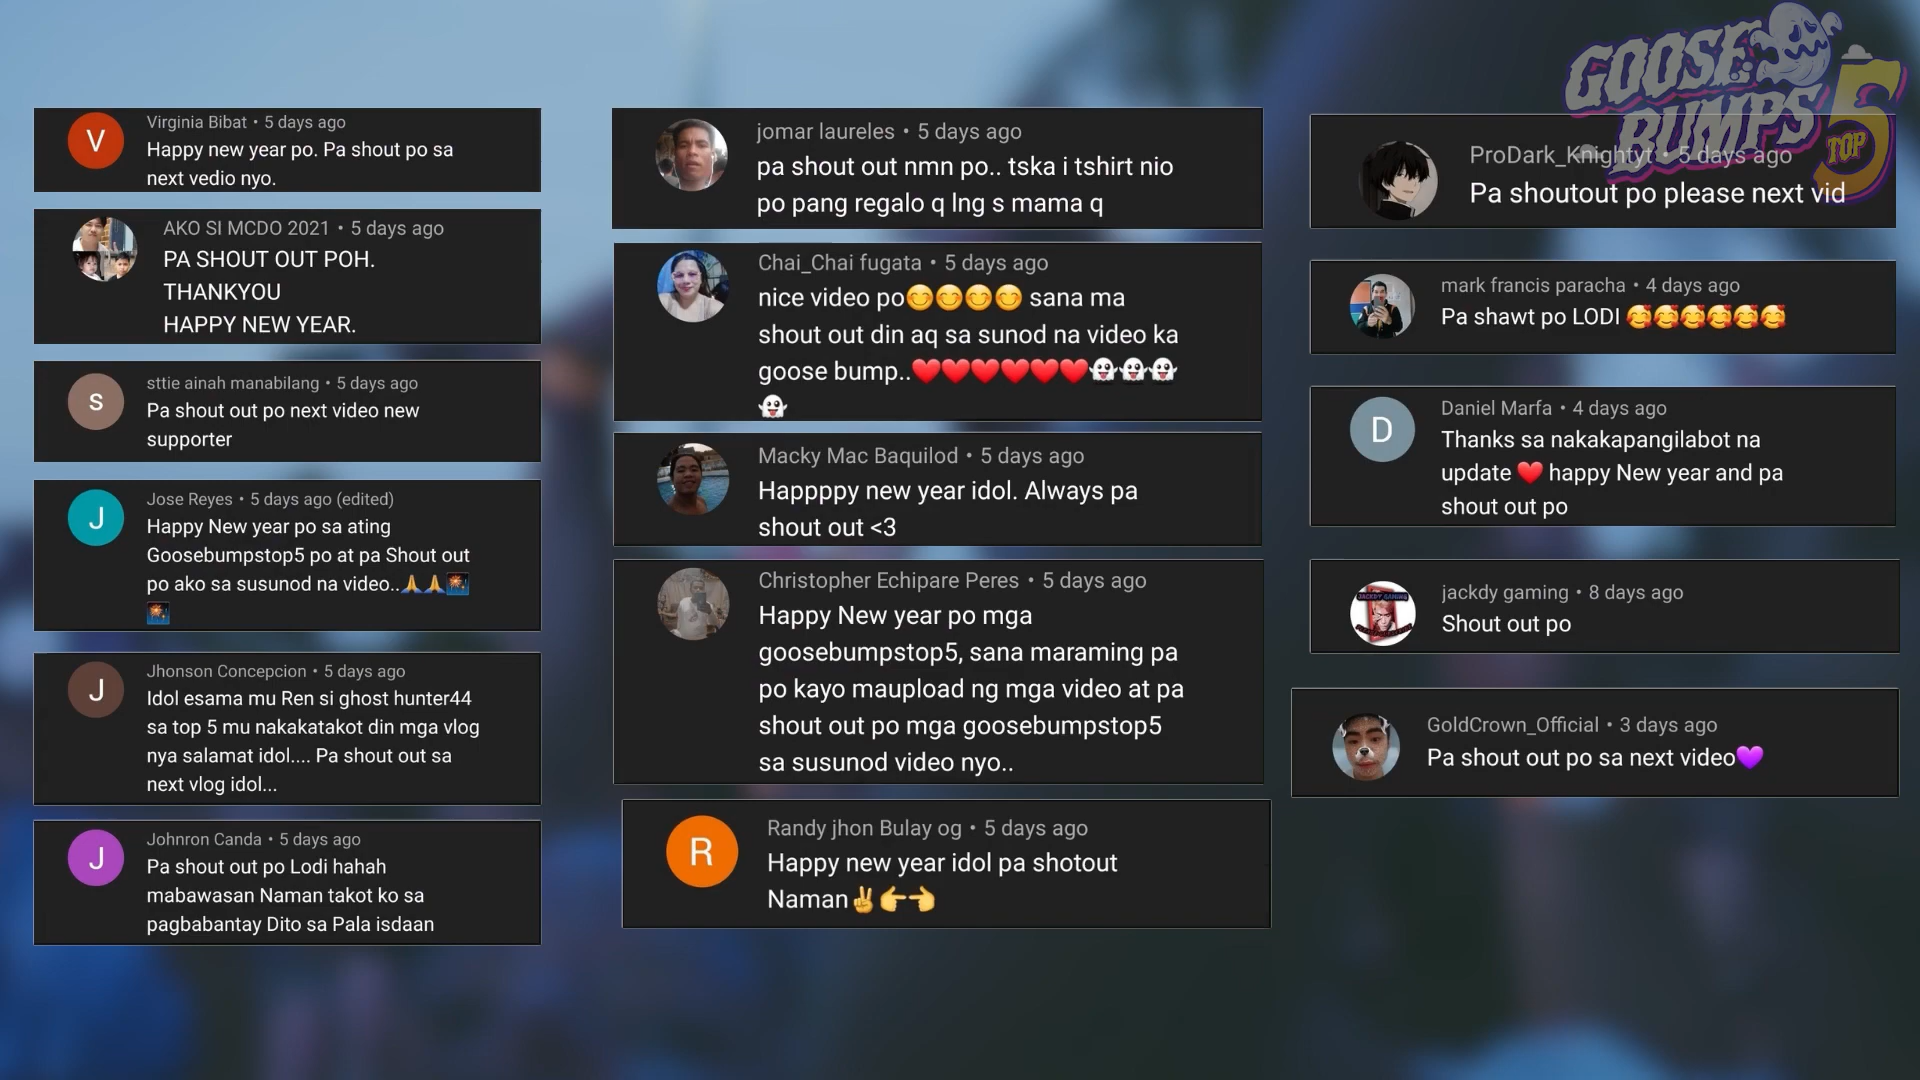 Virginia Bibat • 5 days ago
Happy new year po. Pa shout po sa
next vedio nyo.
AKO SI MCDO 2021 • 5 days ago
PA SHOUT OUT POH.
THANKYOU
HAPPY NEW YEAR.
sttie ainah manabilang • 5 days ago
Pa shout out po next video new
supporter
Jose Reyes • 5 days ago (edited)
Happy New year po sa ating
Goosebumpstop5 po at pa Shout out
po ako sa susunod na video..🙏🙏🎆
🎆
Jhonson Concepcion • 5 days ago
Idol esama mu Ren si ghost hunter44
sa top 5 mu nakakatakot din mga vlog
nya salamat idol.... Pa shout out sa
next vlog idol...
Johnron Canda • 5 days ago
Pa shout out po Lodi hahah
mabawasan Naman takot ko sa
pagbabantay Dito sa Pala isdaan
jomar laureles • 5 days ago
pa shout out nmn po.. tska i tshirt nio
po pang regalo q lng s mama q
Chai_Chai fugata • 5 days ago
nice video po😊😊😊😊 sana ma
shout out din aq sa sunod na video ka
goose bump..❤❤❤❤❤❤👻👻👻
👻
Macky Mac Baquilod • 5 days ago
Happppy new year idol. Always pa
shout out <3
Christopher Echipare Peres • 5 days ago
Happy New year po mga
goosebumpstop5, sana maraming pa
po kayo maupload ng mga video at pa
shout out po mga goosebumpstop5
sa susunod video nyo..
Randy jhon Bulay og • 5 days ago
Happy new year idol pa shotout
Naman✌👉👈
GOOSE
BUMPS
TOP 5
ProDark_Knightyt • 5 days ago
Pa shoutout po please next vid
mark francis paracha • 4 days ago
Pa shawt po LODI 🥰🥰🥰🥰🥰🥰
Daniel Marfa • 4 days ago
Thanks sa nakakapangilabot na
update ❤ happy New year and pa
shout out po
JACKDY GAMING
jackdy gaming • 8 days ago
Shout out po
GoldCrown_Official • 3 days ago
Pa shout out po sa next video💜
V
S
J
J
J
R
D